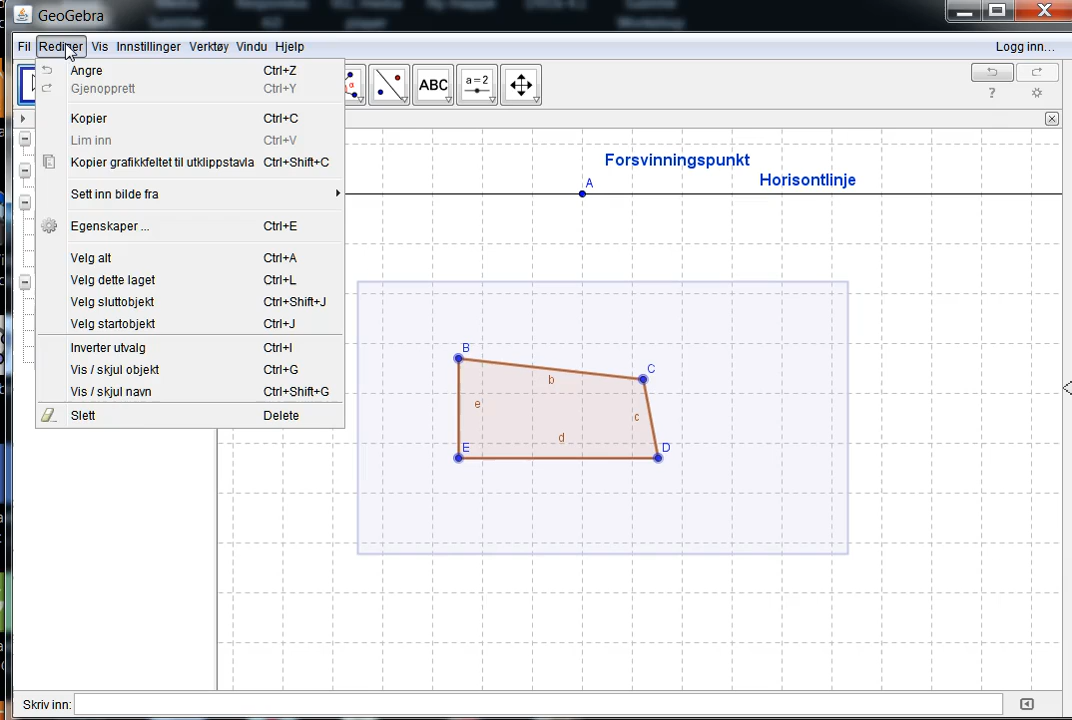 GeoGebra
Fil Rediger Vis Innstillinger Verktøy Vindu Hjelp Logg inn...
Angre Ctrl+Z
Gjenopprett Ctrl+Y
Kopier Ctrl+C
Lim inn Ctrl+V
Kopier grafikkfeltet til utklippstavla Ctrl+Shift+C
Sett inn bilde fra
Egenskaper ... Ctrl+E
Velg alt Ctrl+A
Velg dette laget Ctrl+L
Velg sluttobjekt Ctrl+Shift+J
Velg startobjekt Ctrl+J
Inverter utvalg Ctrl+I
Vis / skjul objekt Ctrl+G
Vis / skjul navn Ctrl+Shift+G
Slett Delete
ABC
a=2
?
Forsvinningspunkt
Horisontlinje
A
B
C
b
e
c
d
E
D
Skriv inn: